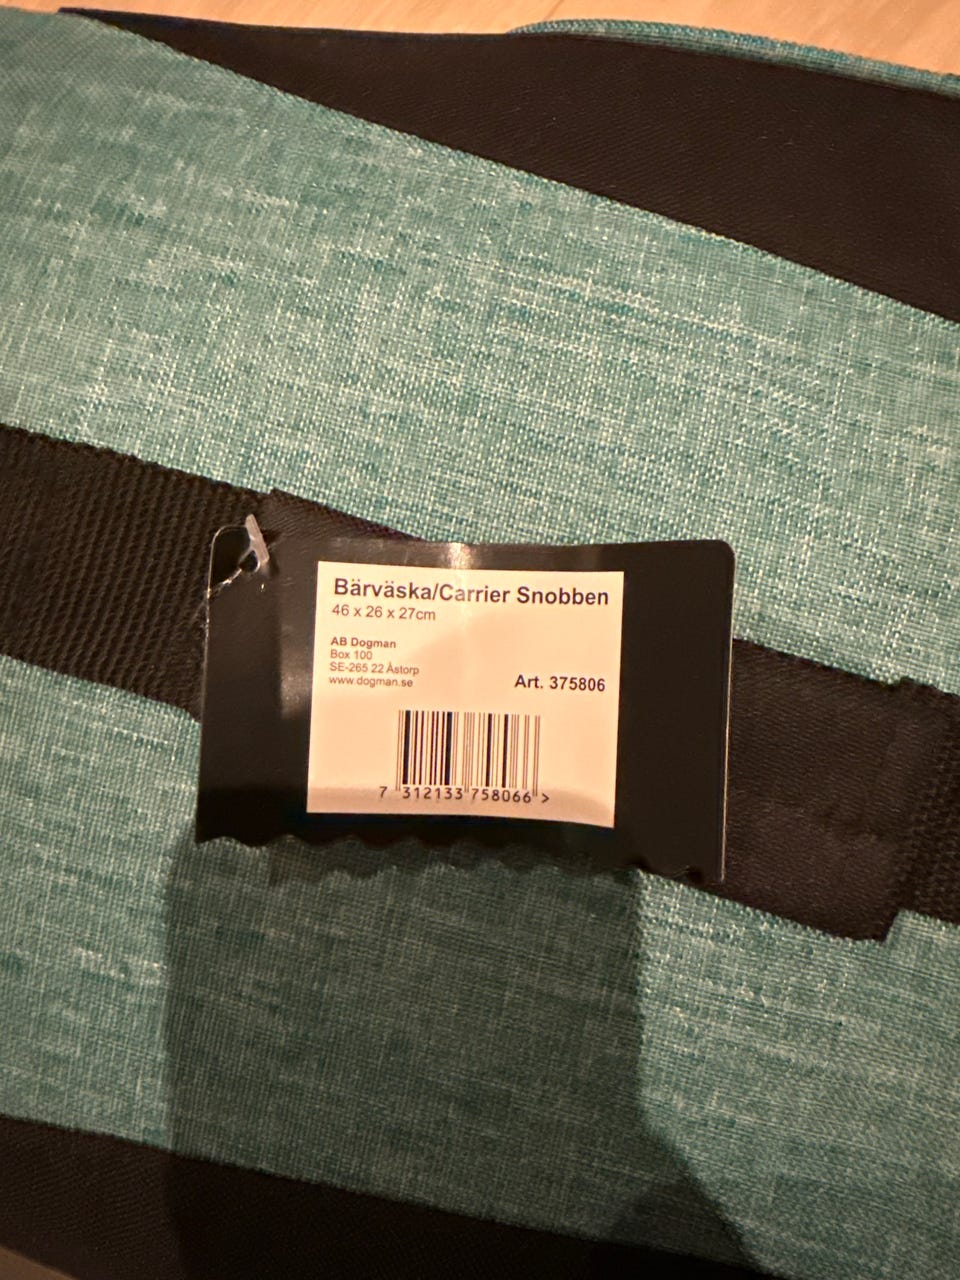 Bärväska/Carrier Snobben
46 x 26 x 27cm
AB Dogman
Box 100
SE-265 22 Åstorp
www.dogman.se
Art. 375806
7 312133 758066 >